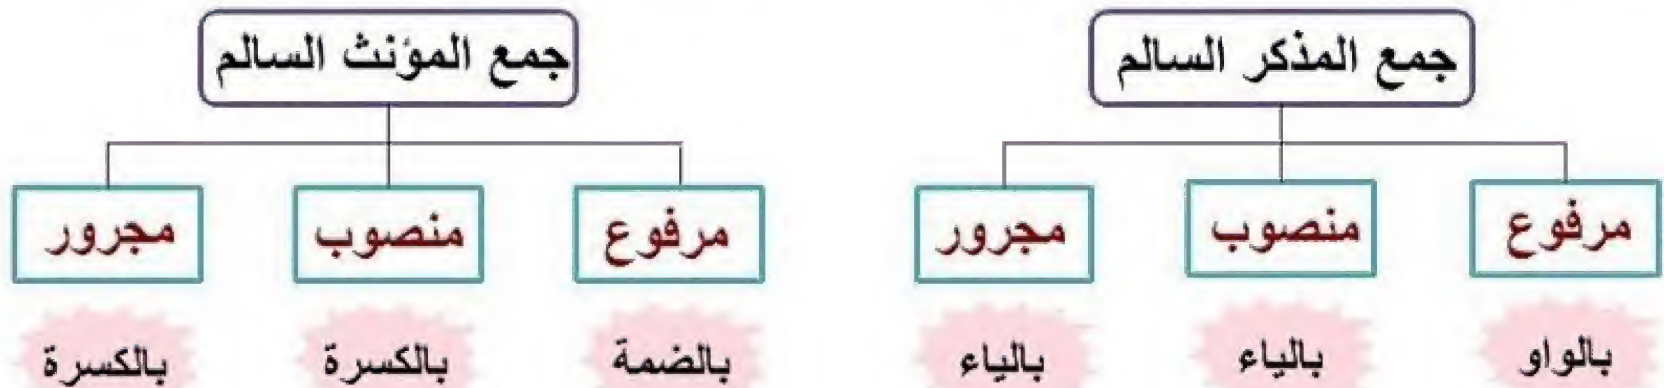 جمع المذكر السالم
مرفوع منصوب مجرور
بالواو بالياء بالياء
جمع المؤنث السالم
مرفوع منصوب مجرور
بالضمة بالكسرة بالكسرة